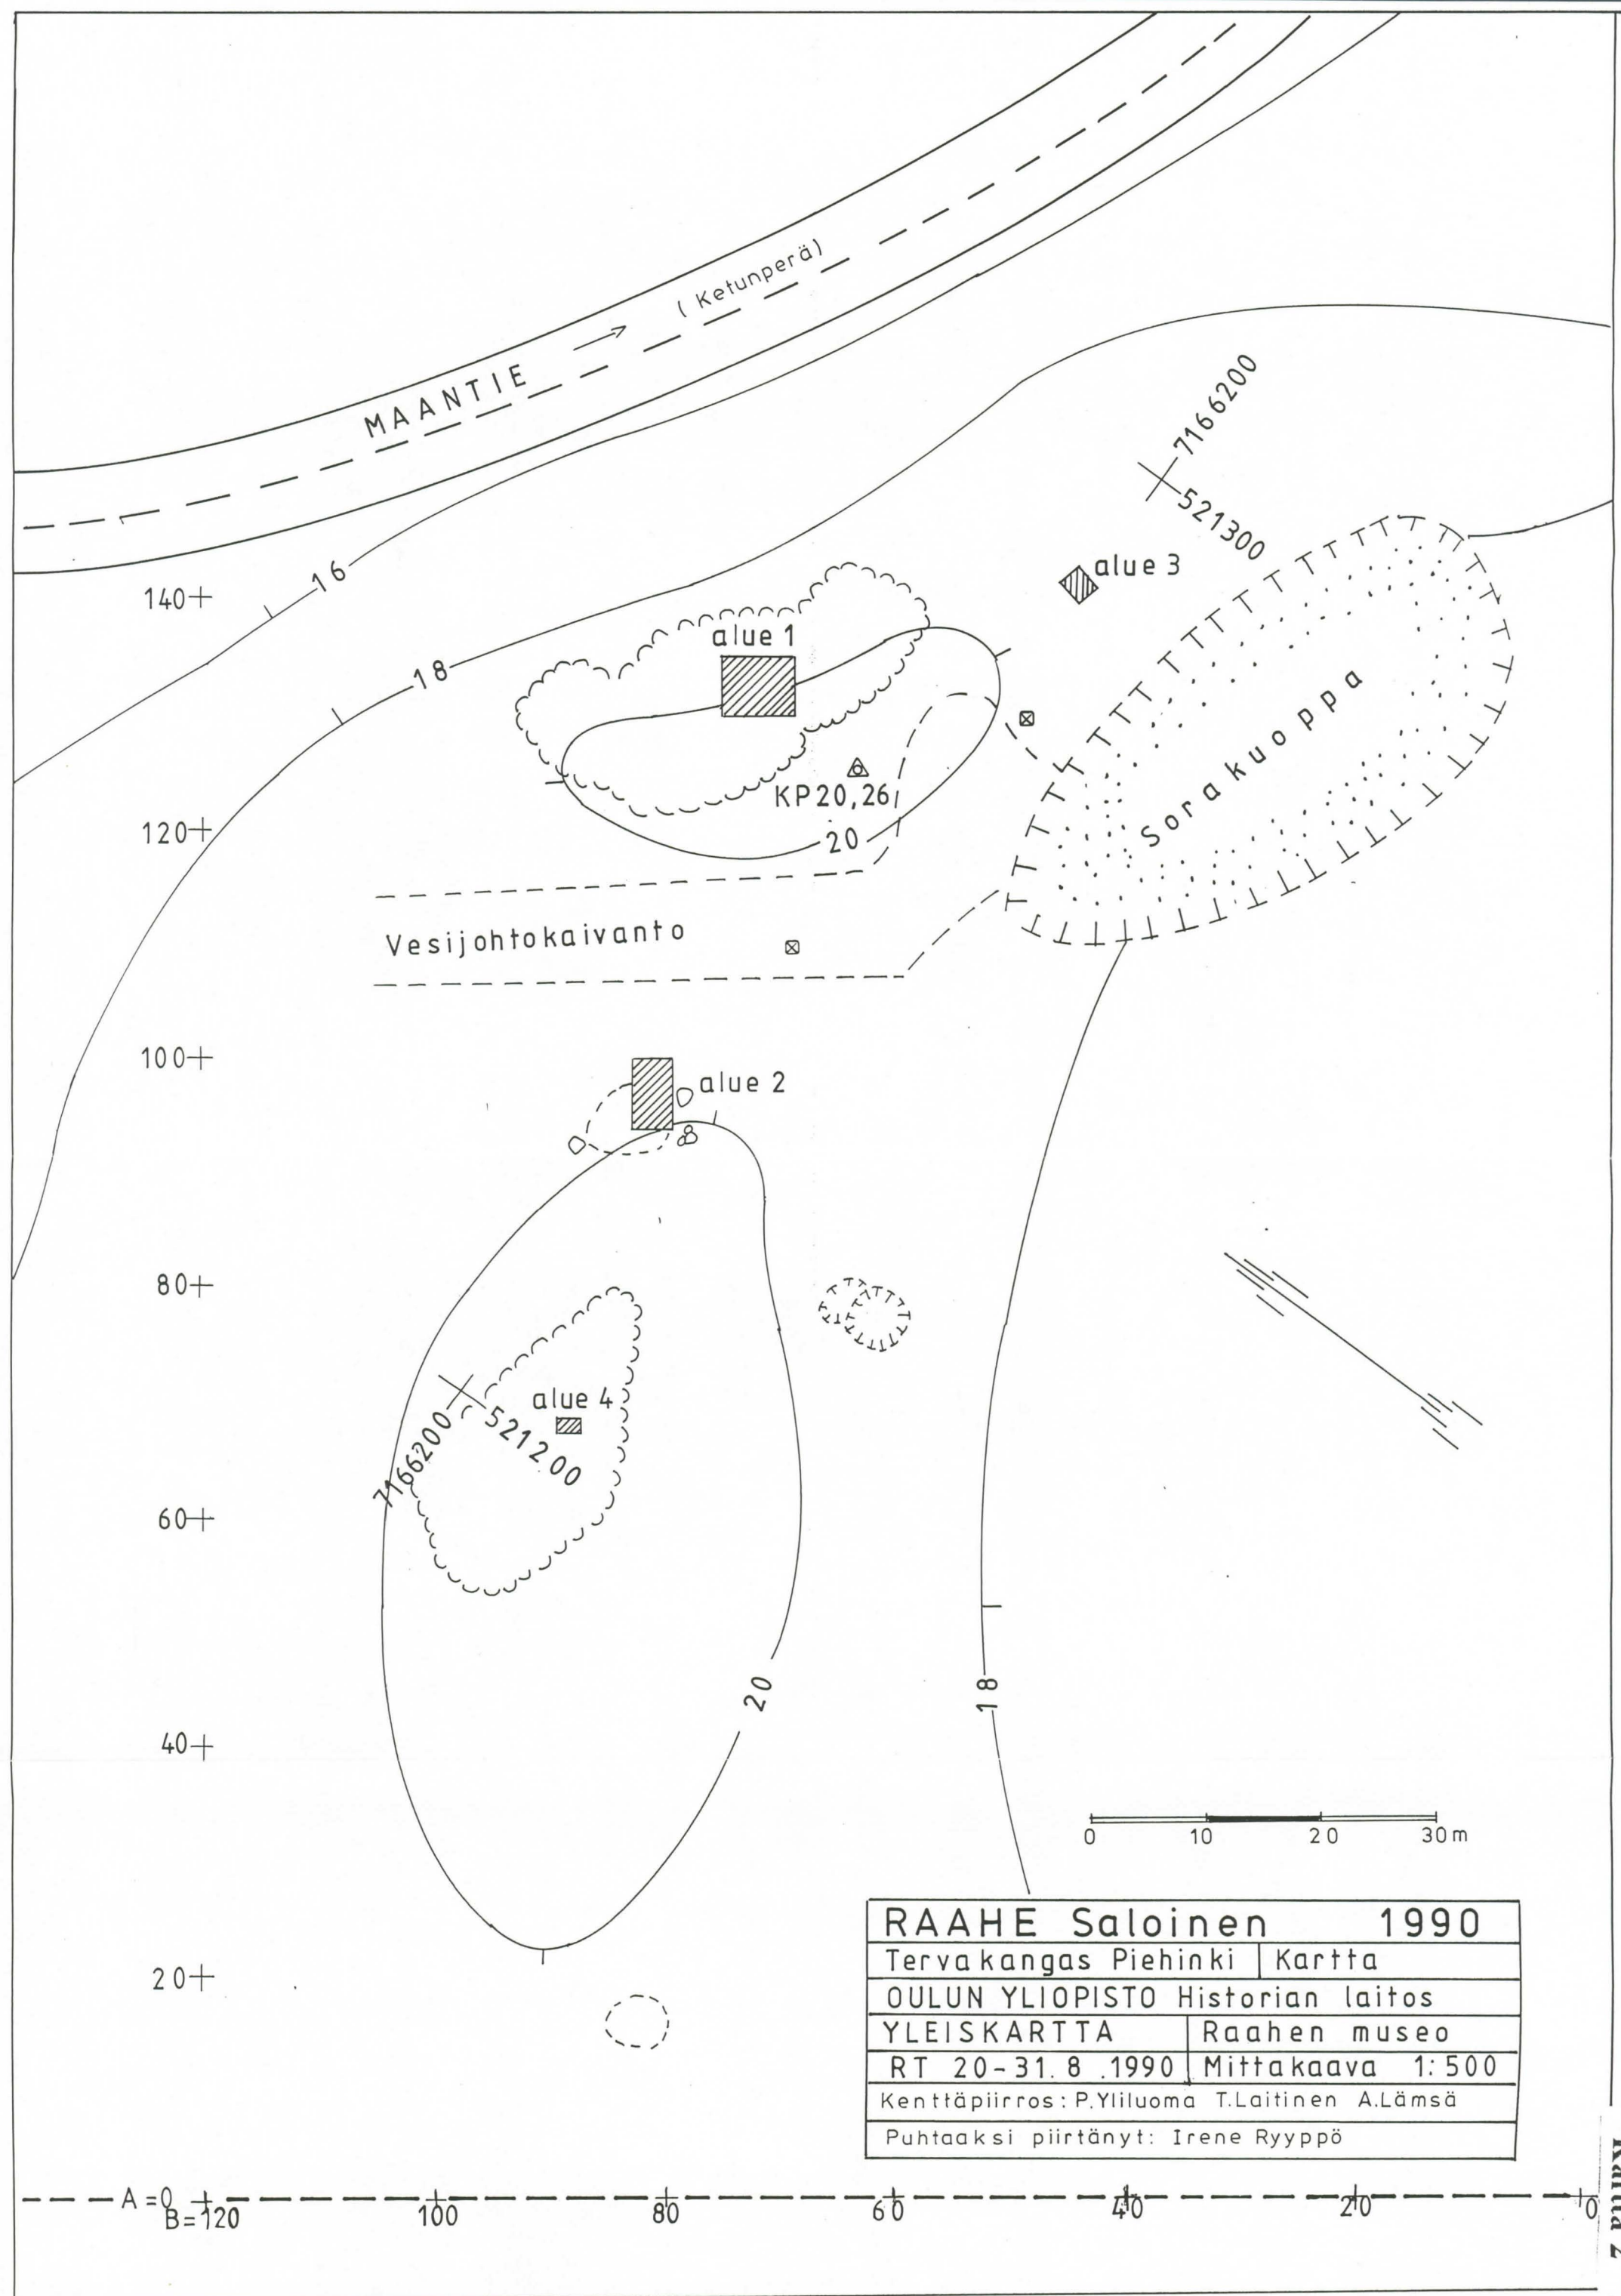 ( Ketunperä)
MAANTIE
7166200
521300
16
140
alue 3
alue 1
18
Sorakuoppa
KP20,26
120
20
Vesijohtokaivanto
100
alue 2
80
alue 4
7166200
521200
60
20
18
40
0 10 20 30m
RAAHE Saloinen 1990
Tervakangas Piehinki Kartta
OULUN YLIOPISTO Historian laitos
20
YLEISKARTTA Raahen museo
RT 20-31.8.1990 Mittakaava 1:500
Kenttäpiirros: P.Yliluoma T.Laitinen A.Lämsä
Puhtaaksi piirtänyt: Irene Ryyppö
A=0
B=120 100 80 60 40 20 0